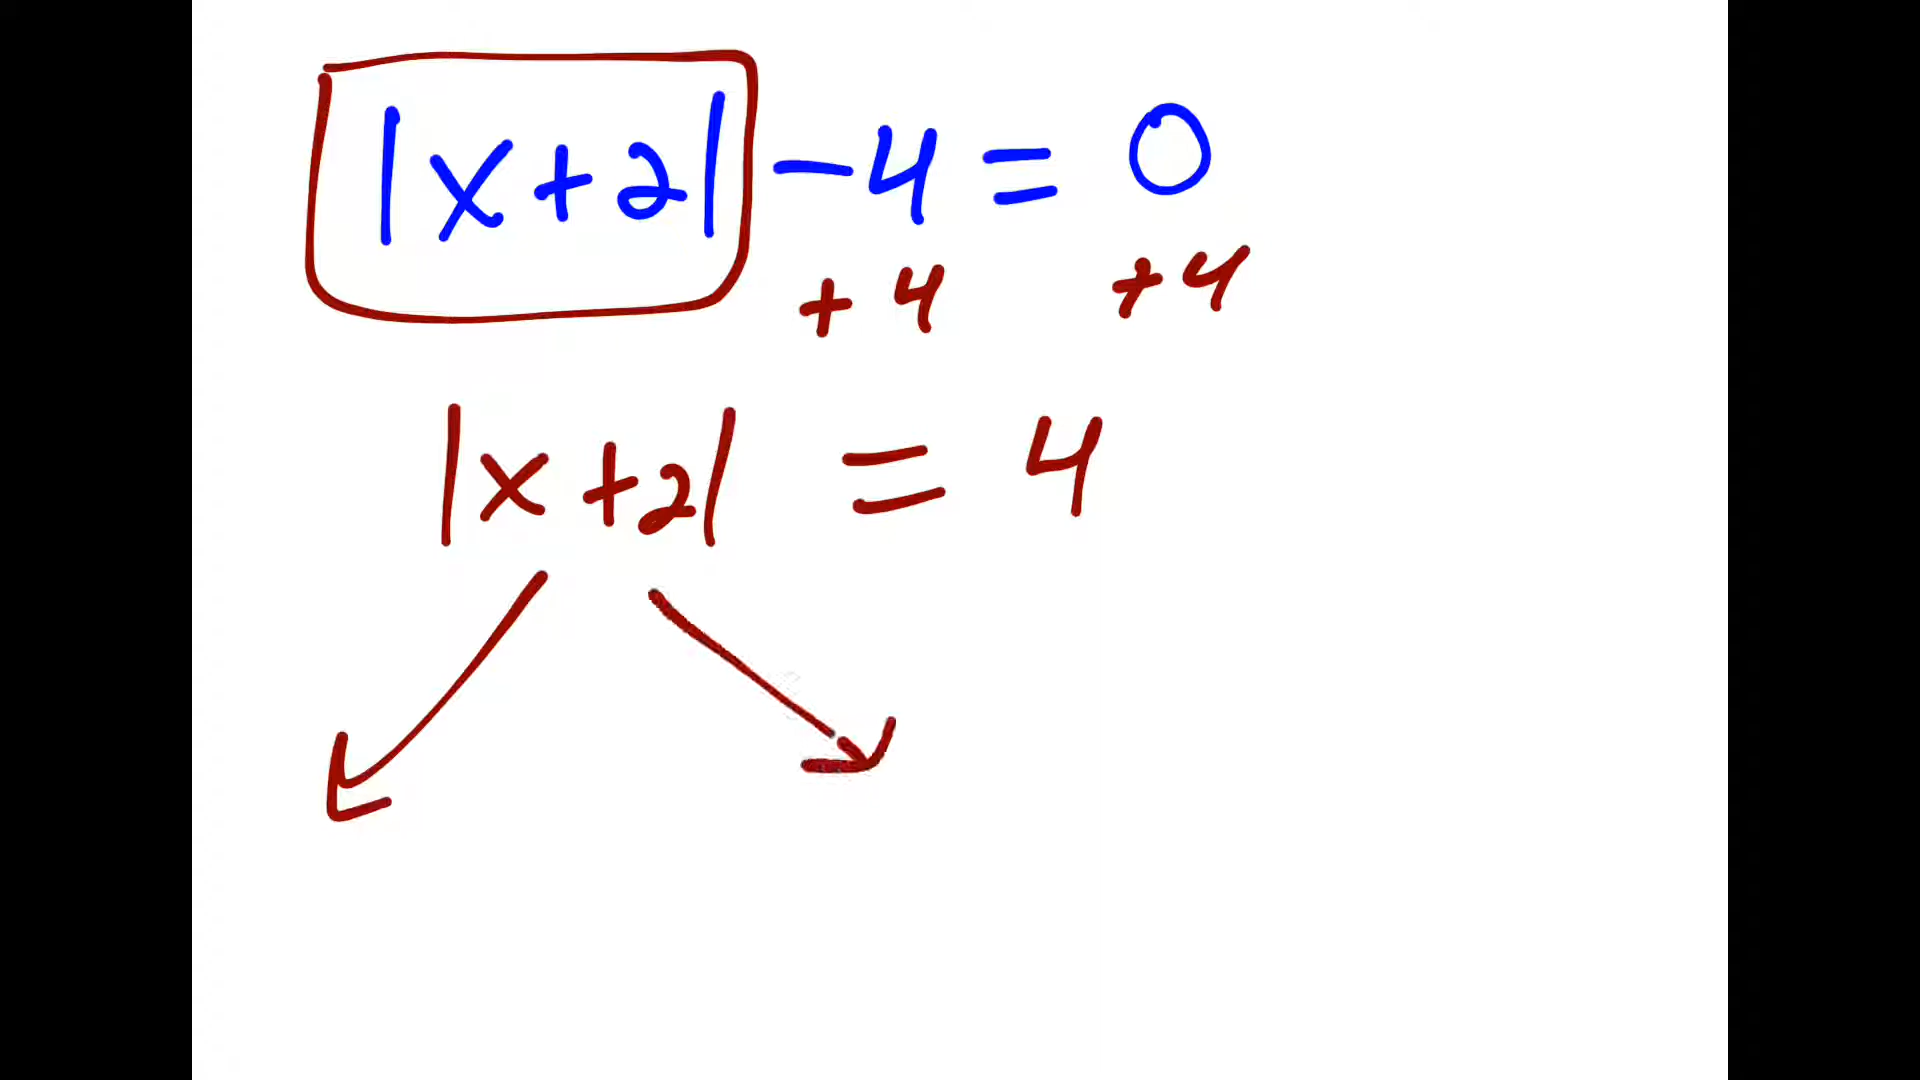 |x+2| - 4 = 0
+ 4 +4
|x+2| = 4